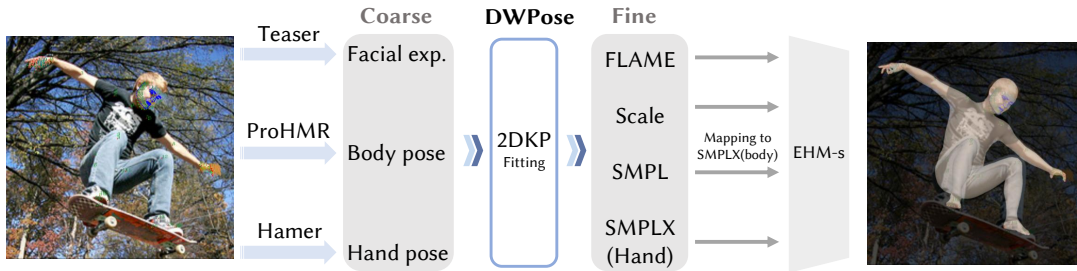 Coarse
DWPose
Fine
Teaser
ProHMR
Hamer
Facial exp.
Body pose
Hand pose
2DKP
Fitting
FLAME
Scale
SMPL
SMPLX
(Hand)
Mapping to
SMPLX(body)
EHM-s